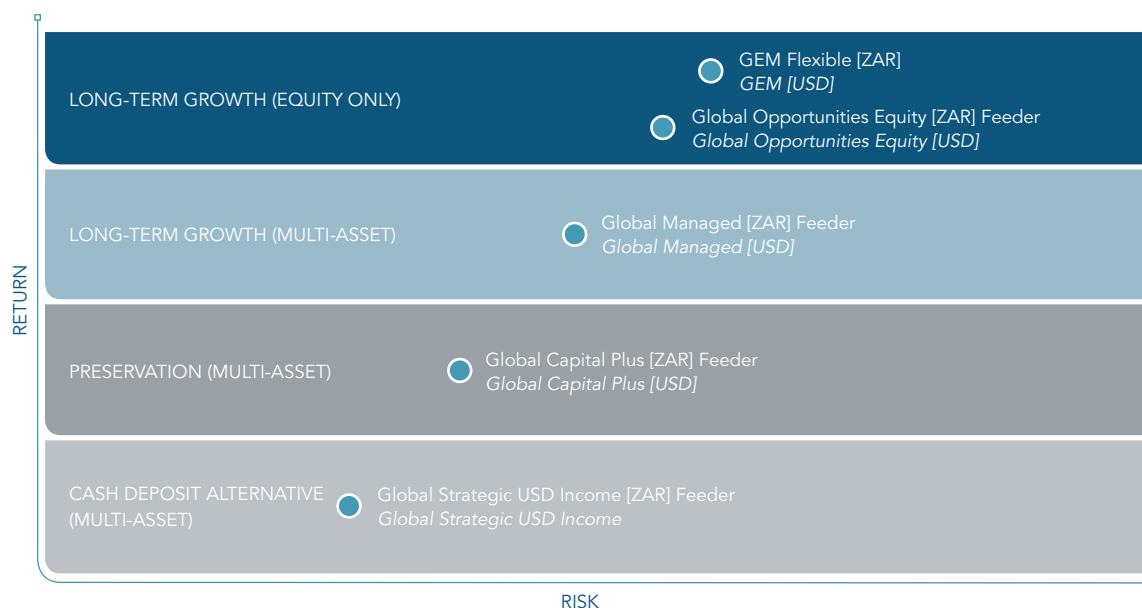 RETURN
LONG-TERM GROWTH (EQUITY ONLY)
GEM Flexible [ZAR]
GEM [USD]
Global Opportunities Equity [ZAR] Feeder
Global Opportunities Equity [USD]
LONG-TERM GROWTH (MULTI-ASSET)
Global Managed [ZAR] Feeder
Global Managed [USD]
PRESERVATION (MULTI-ASSET)
Global Capital Plus [ZAR] Feeder
Global Capital Plus [USD]
CASH DEPOSIT ALTERNATIVE
(MULTI-ASSET)
Global Strategic USD Income [ZAR] Feeder
Global Strategic USD Income
RISK